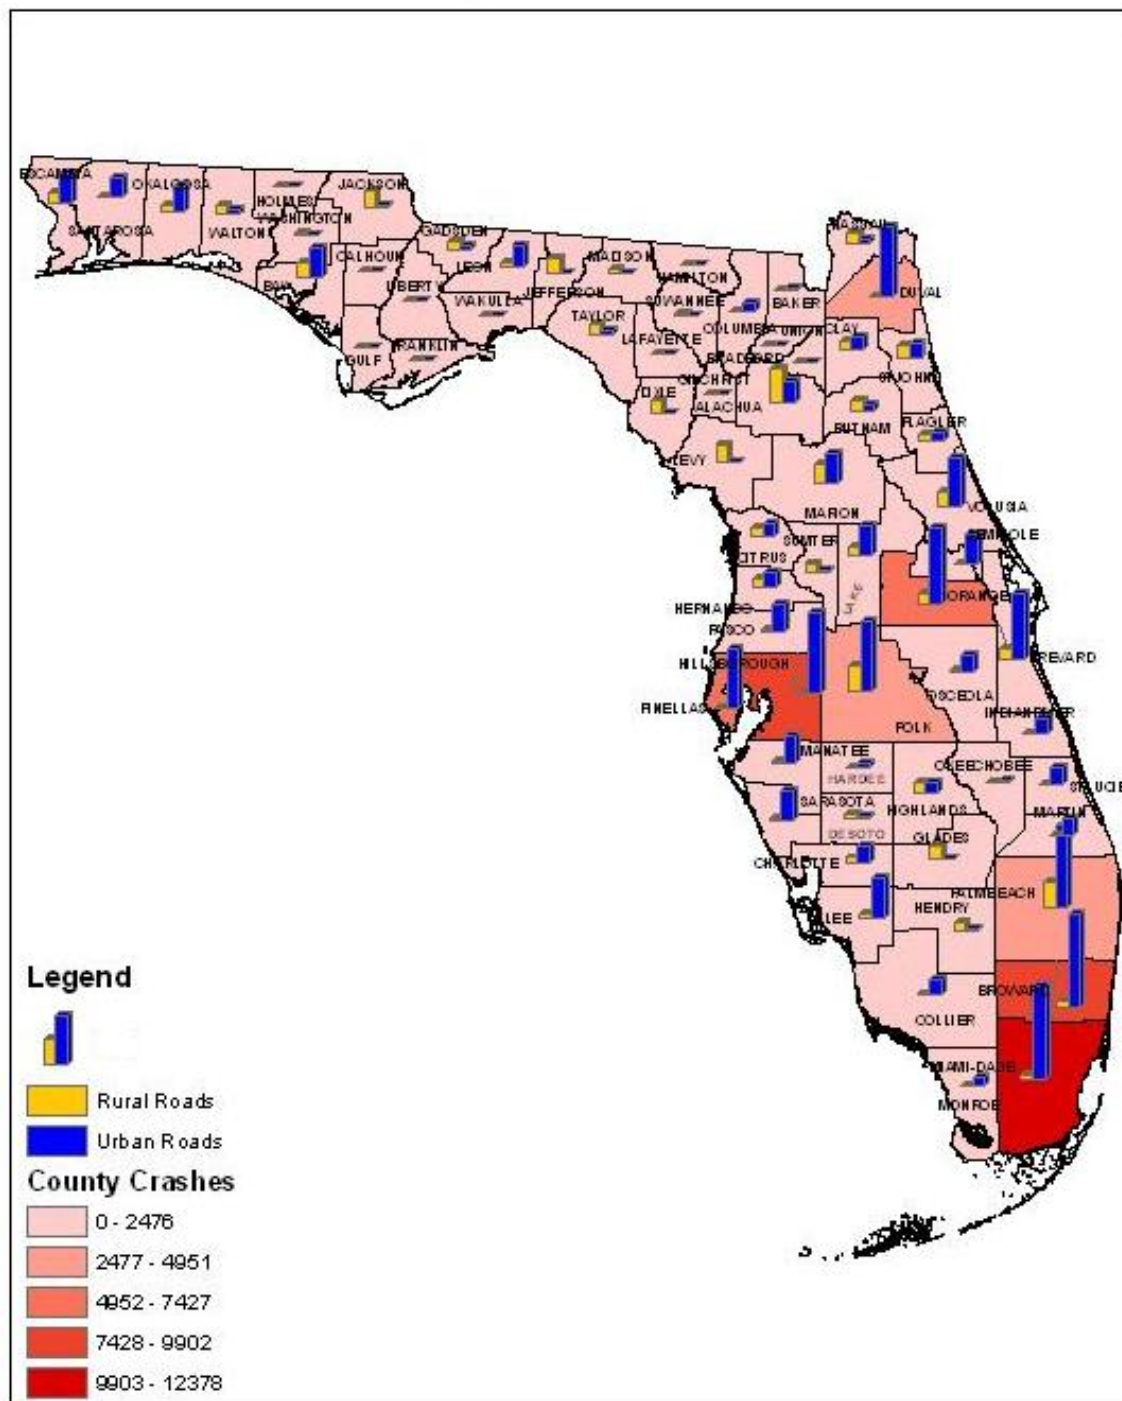 ESCAMBIA
OKALOOSA
SANTAROSA
WALTON
HOLMES
WASHINGTON
JACKSON
BAY
CALHOUN
GULF
LIBERTY
FRANKLIN
GADSDEN
LEON
WAKULLA
JEFFERSON
MADISON
TAYLOR
HAMILTON
SUWANNEE
LAFAYETTE
COLUMBIA
BAKER
UNION
BRADFORD
NASSAU
DUVAL
CLAY
ST JOHNS
DIXIE
GILCHRIST
ALACHUA
PUTNAM
FLAGLER
LEVY
MARION
VOLUSIA
CITRUS
SUMTER
LAKE
SEMINOLE
ORANGE
HERNANDO
PASCO
HILLSBOROUGH
PINELLAS
POLK
OSCEOLA
BREVARD
INDIAN RIVER
MANATEE
HARDEE
OKEECHOBEE
ST LUCIE
SARASOTA
DESOTO
HIGHLANDS
MARTIN
CHARLOTTE
GLADES
LEE
HENDRY
PALMBEACH
COLLIER
BROWARD
MIAMI-DADE
MONROE
Legend
Rural Roads
Urban Roads
County Crashes
0 - 2476
2477 - 4951
4952 - 7427
7428 - 9902
9903 - 12378